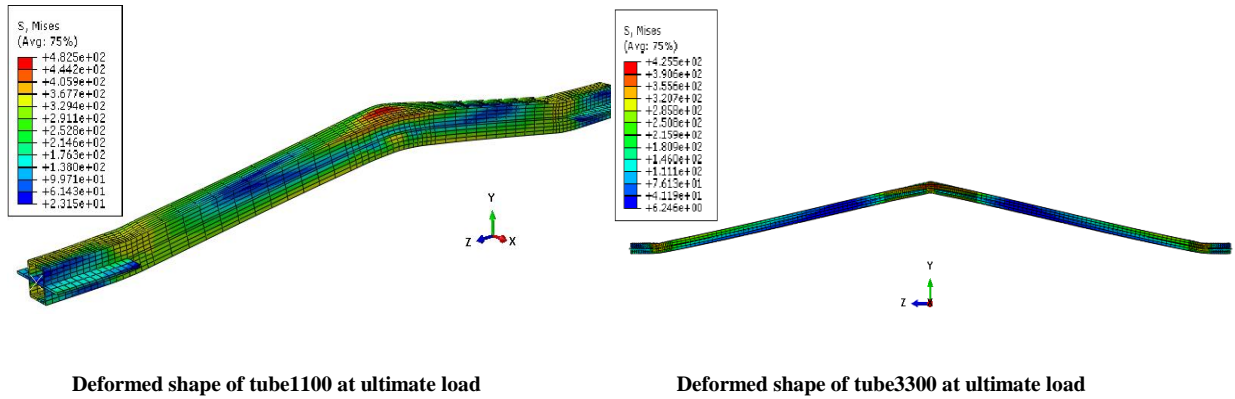 S, Mises
(Avg: 75%)
+4.825e+02
+4.442e+02
+4.059e+02
+3.677e+02
+3.294e+02
+2.911e+02
+2.528e+02
+2.146e+02
+1.763e+02
+1.380e+02
+9.971e+01
+6.143e+01
+2.315e+01
Y
Z
X
S, Mises
(Avg: 75%)
+4.255e+02
+3.906e+02
+3.556e+02
+3.207e+02
+2.858e+02
+2.508e+02
+2.159e+02
+1.809e+02
+1.460e+02
+1.111e+02
+7.613e+01
+4.119e+01
+6.246e+00
Y
Z
X
Deformed shape of tube1100 at ultimate load
Deformed shape of tube3300 at ultimate load